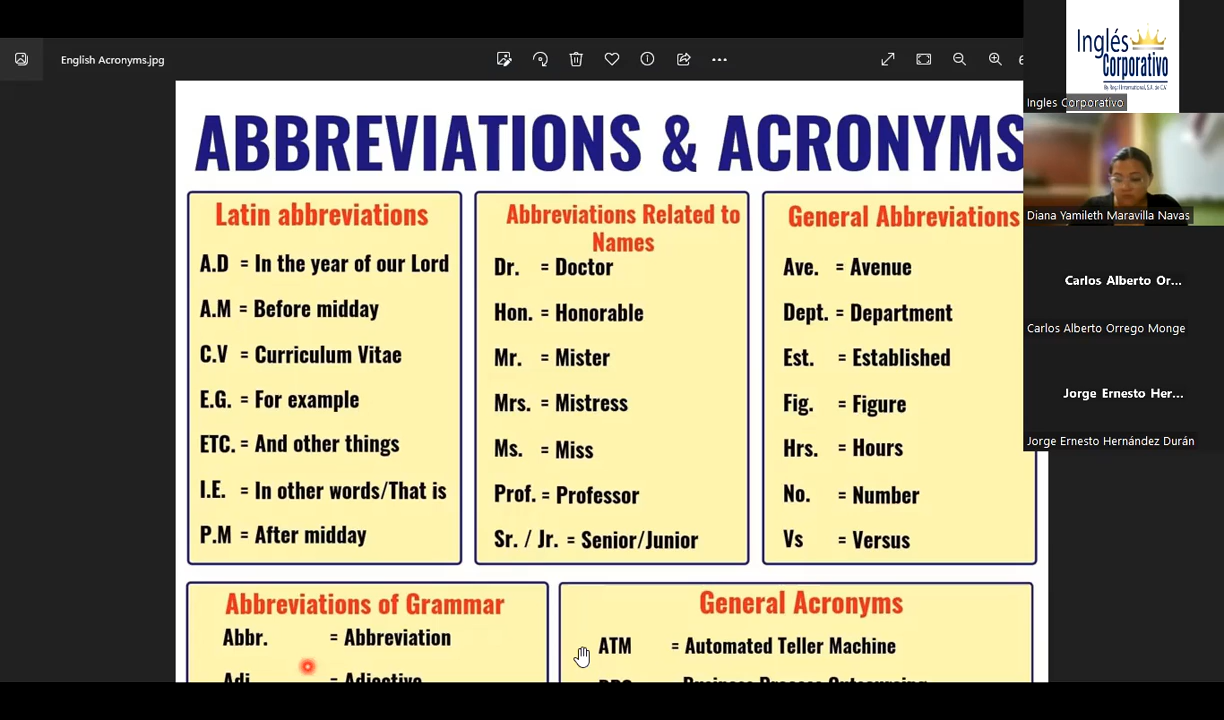 English Acronyms.jpg
ABBREVIATIONS & ACRONYMS
Latin abbreviations
A.D = In the year of our Lord
A.M = Before midday
C.V = Curriculum Vitae
E.G. = For example
ETC. = And other things
I.E. = In other words/That is
P.M = After midday
Abbreviations Related to
Names
Dr. = Doctor
Hon. = Honorable
Mr. = Mister
Mrs. = Mistress
Ms. = Miss
Prof. = Professor
Sr. / Jr. = Senior/Junior
General Abbreviations
Ave. = Avenue
Dept. = Department
Est. = Established
Fig. = Figure
Hrs. = Hours
No. = Number
Vs = Versus
Abbreviations of Grammar
Abbr. = Abbreviation
Adj = Adjective
General Acronyms
ATM = Automated Teller Machine
Business Process Outsourcing
Inglés
Corporativo
Ingles Corporativo
Diana Yamileth Maravilla Navas
Carlos Alberto Or...
Carlos Alberto Orrego Monge
Jorge Ernesto Her...
Jorge Ernesto Hernández Durán